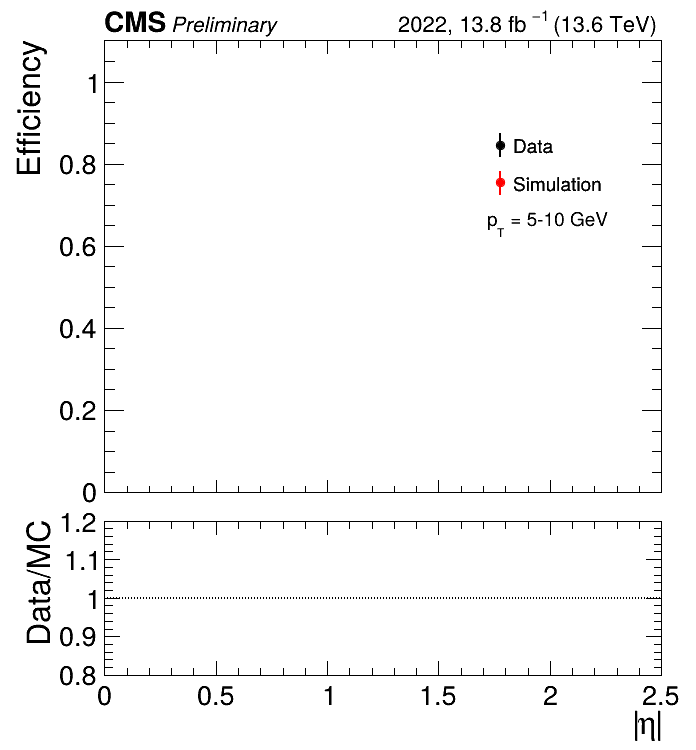 CMS Preliminary 2022, 13.8 fb⁻¹ (13.6 TeV)
Efficiency
1
0.8
0.6
0.4
0.2
0
Data
Simulation
p_T = 5-10 GeV
Data/MC
1.2
1.1
1
0.9
0.8
0 0.5 1 1.5 2 2.5
|η|